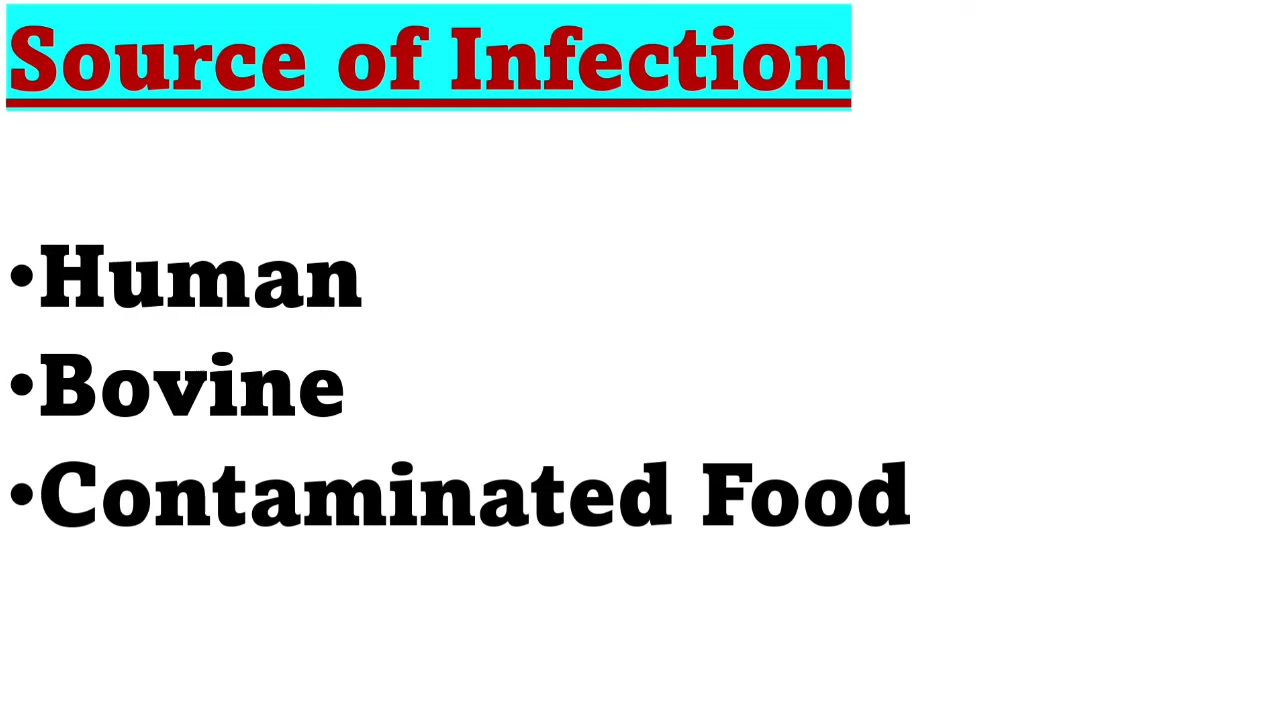 Source of Infection
•Human
•Bovine
•Contaminated Food